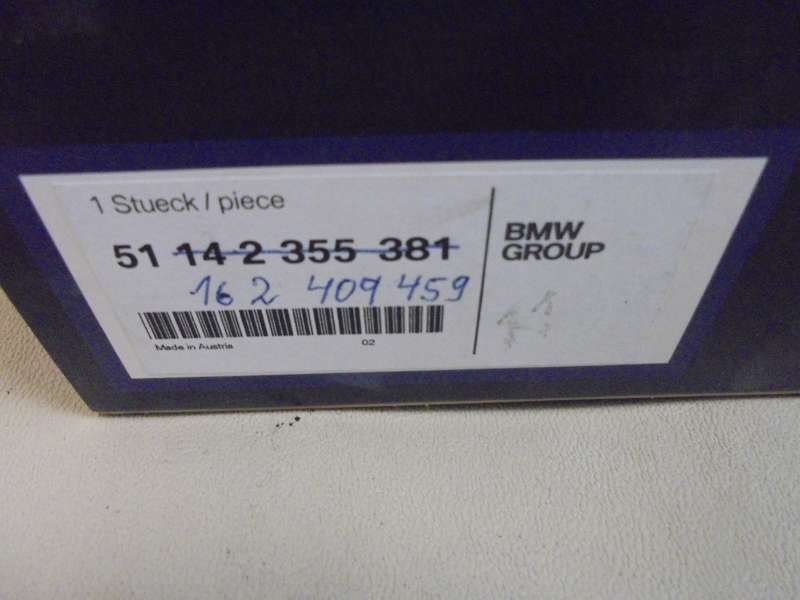 1 Stueck / piece
51 14 2 355 381
16 2 409 459
Made in Austria 02
BMW
GROUP